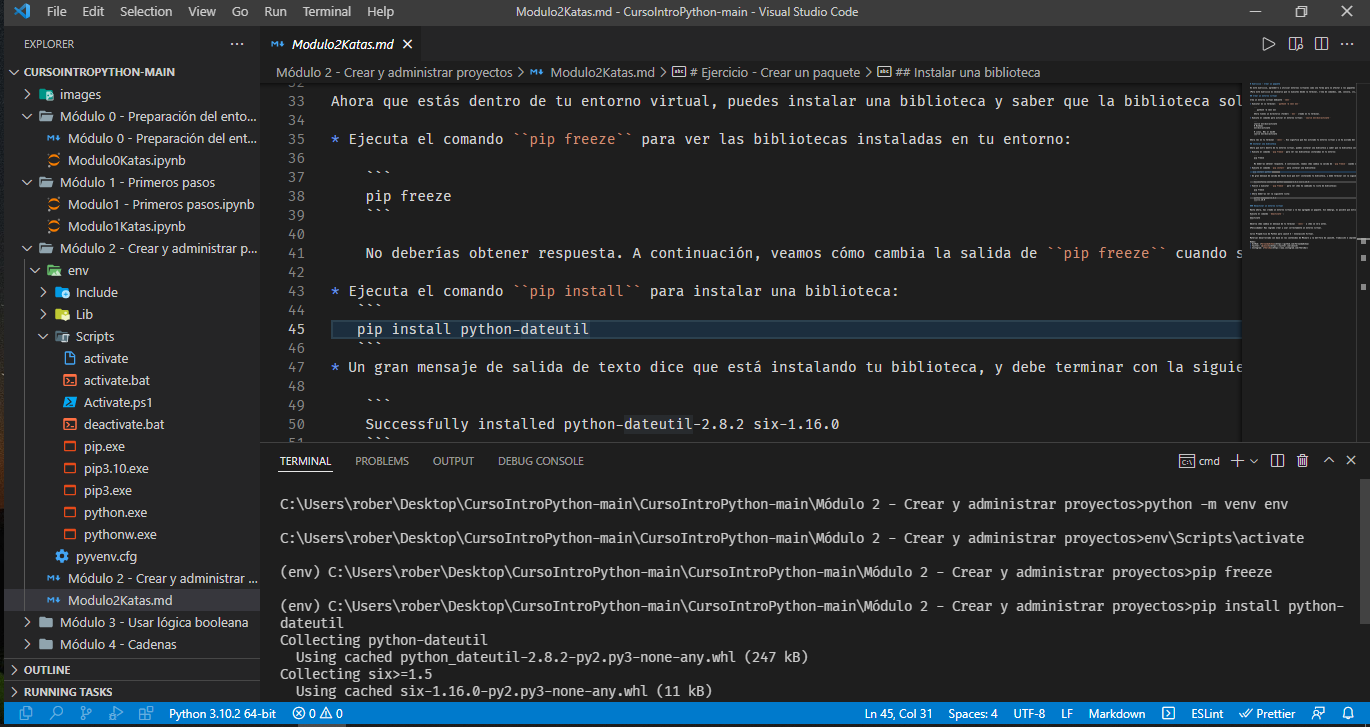 File Edit Selection View Go Run Terminal Help Modulo2Katas.md - CursoIntroPython-main - Visual Studio Code
EXPLORER
CURSOINTROPYTHON-MAIN
images
Módulo 0 - Preparación del ento...
Módulo 0 - Preparación del ent...
Modulo0Katas.ipynb
Módulo 1 - Primeros pasos
Modulo1 - Primeros pasos.ipynb
Modulo1Katas.ipynb
Módulo 2 - Crear y administrar p...
env
Include
Lib
Scripts
activate
activate.bat
Activate.ps1
deactivate.bat
pip.exe
pip3.10.exe
pip3.exe
python.exe
pythonw.exe
pyvenv.cfg
Módulo 2 - Crear y administrar ...
Modulo2Katas.md
Módulo 3 - Usar lógica booleana
Módulo 4 - Cadenas
OUTLINE
RUNNING TASKS
Modulo2Katas.md
Módulo 2 - Crear y administrar proyectos > Modulo2Katas.md > # Ejercicio - Crear un paquete > ## Instalar una biblioteca
32
33 Ahora que estás dentro de tu entorno virtual, puedes instalar una biblioteca y saber que la biblioteca sol
34
35 * Ejecuta el comando ``pip freeze`` para ver las bibliotecas instaladas en tu entorno:
36
37 ```
38 pip freeze
39 ```
40
41 No deberías obtener respuesta. A continuación, veamos cómo cambia la salida de ``pip freeze`` cuando s
42
43 * Ejecuta el comando ``pip install`` para instalar una biblioteca:
44 ```
45 pip install python-dateutil
46 ```
47 * Un gran mensaje de salida de texto dice que está instalando tu biblioteca, y debe terminar con la siguie
48
49 ```
50 Successfully installed python-dateutil-2.8.2 six-1.16.0
51 ```
TERMINAL PROBLEMS OUTPUT DEBUG CONSOLE cmd
C:\Users\rober\Desktop\CursoIntroPython-main\CursoIntroPython-main\Módulo 2 - Crear y administrar proyectos>python -m venv env
C:\Users\rober\Desktop\CursoIntroPython-main\CursoIntroPython-main\Módulo 2 - Crear y administrar proyectos>env\Scripts\activate
(env) C:\Users\rober\Desktop\CursoIntroPython-main\CursoIntroPython-main\Módulo 2 - Crear y administrar proyectos>pip freeze
(env) C:\Users\rober\Desktop\CursoIntroPython-main\CursoIntroPython-main\Módulo 2 - Crear y administrar proyectos>pip install python-
dateutil
Collecting python-dateutil
Using cached python_dateutil-2.8.2-py2.py3-none-any.whl (247 kB)
Collecting six>=1.5
Using cached six-1.16.0-py2.py3-none-any.whl (11 kB)
Python 3.10.2 64-bit 0 0 Ln 45, Col 31 Spaces: 4 UTF-8 LF Markdown ESLint Prettier